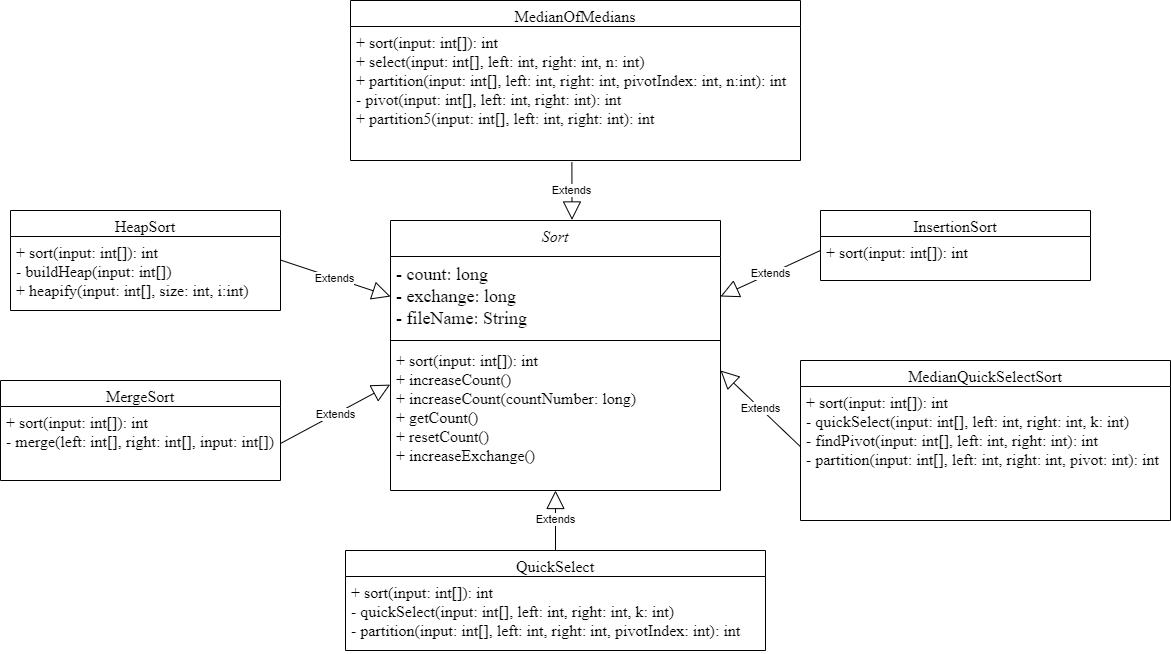 MedianOfMedians
+ sort(input: int[]): int
+ select(input: int[], left: int, right: int, n: int)
+ partition(input: int[], left: int, right: int, pivotIndex: int, n:int): int
- pivot(input: int[], left: int, right: int): int
+ partition5(input: int[], left: int, right: int): int
Extends
HeapSort
+ sort(input: int[]): int
- buildHeap(input: int[])
+ heapify(input: int[], size: int, i:int)
Extends
Sort
- count: long
- exchange: long
- fileName: String
+ sort(input: int[]): int
+ increaseCount()
+ increaseCount(countNumber: long)
+ getCount()
+ resetCount()
+ increaseExchange()
InsertionSort
+ sort(input: int[]): int
Extends
MergeSort
+ sort(input: int[]): int
- merge(left: int[], right: int[], input: int[])
Extends
MedianQuickSelectSort
+ sort(input: int[]): int
- quickSelect(input: int[], left: int, right: int, k: int)
- findPivot(input: int[], left: int, right: int): int
- partition(input: int[], left: int, right: int, pivot: int): int
Extends
Extends
QuickSelect
+ sort(input: int[]): int
- quickSelect(input: int[], left: int, right: int, k: int)
- partition(input: int[], left: int, right: int, pivotIndex: int): int